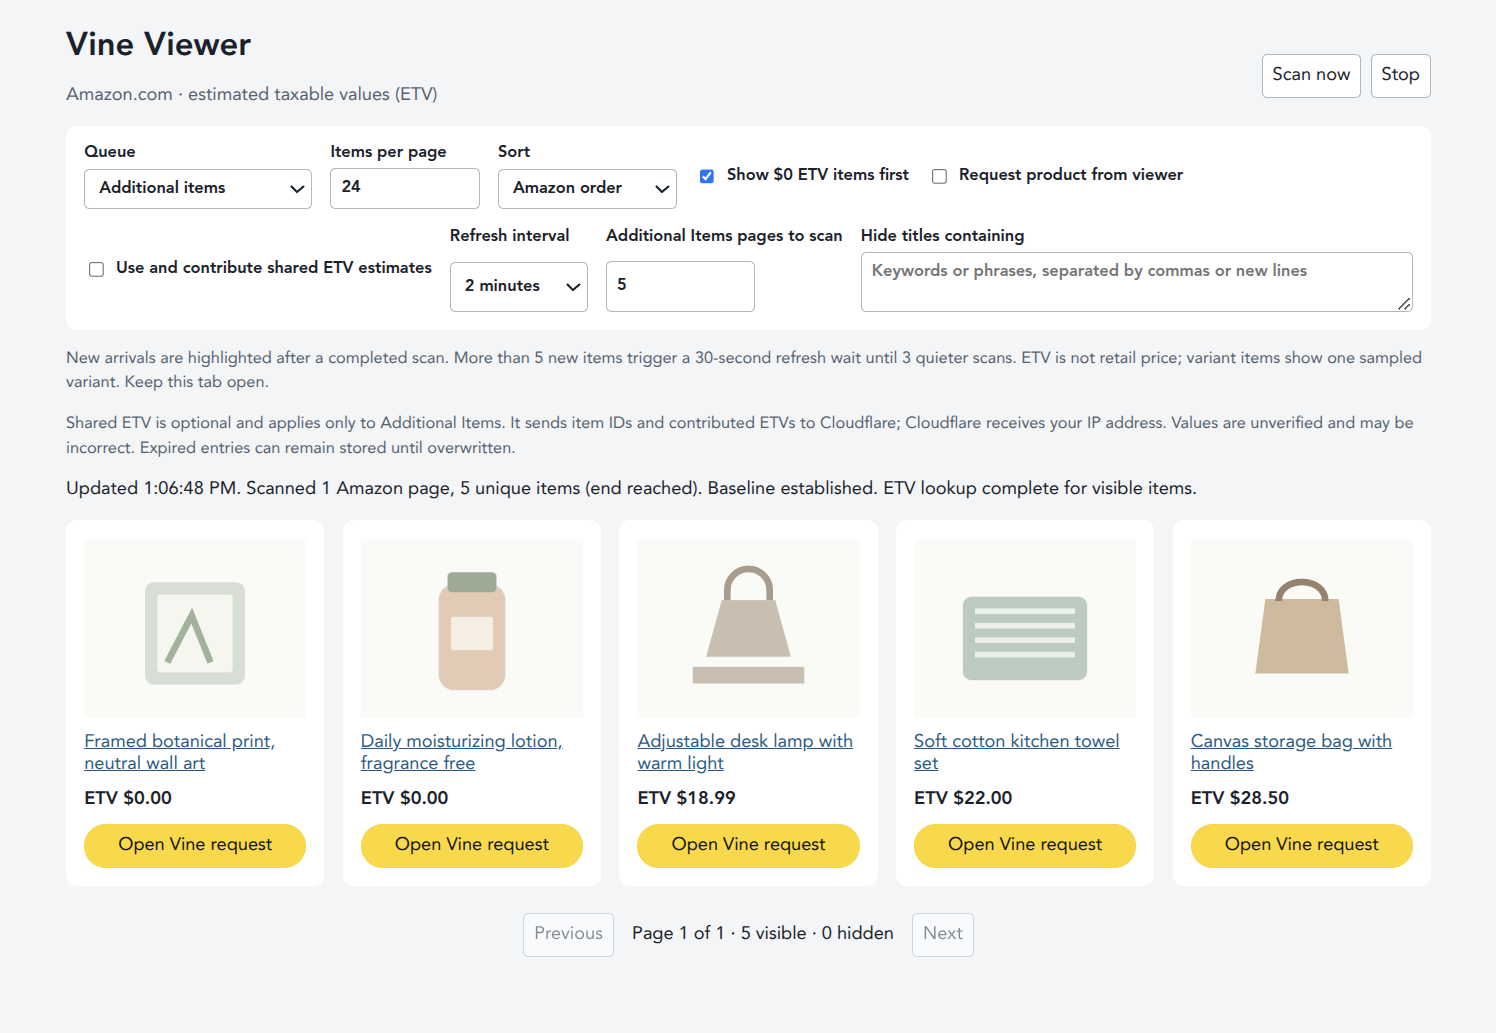 Vine Viewer
Amazon.com · estimated taxable values (ETV)
Scan now
Stop
Queue
Additional items
Items per page
24
Sort
Amazon order
Show $0 ETV items first
Request product from viewer
Use and contribute shared ETV estimates
Refresh interval
2 minutes
Additional Items pages to scan
5
Hide titles containing
Keywords or phrases, separated by commas or new lines
New arrivals are highlighted after a completed scan. More than 5 new items trigger a 30-second refresh wait until 3 quieter scans. ETV is not retail price; variant items show one sampled
variant. Keep this tab open.
Shared ETV is optional and applies only to Additional Items. It sends item IDs and contributed ETVs to Cloudflare; Cloudflare receives your IP address. Values are unverified and may be
incorrect. Expired entries can remain stored until overwritten.
Updated 1:06:48 PM. Scanned 1 Amazon page, 5 unique items (end reached). Baseline established. ETV lookup complete for visible items.
Framed botanical print,
neutral wall art
ETV $0.00
Open Vine request
Daily moisturizing lotion,
fragrance free
ETV $0.00
Open Vine request
Adjustable desk lamp with
warm light
ETV $18.99
Open Vine request
Soft cotton kitchen towel
set
ETV $22.00
Open Vine request
Canvas storage bag with
handles
ETV $28.50
Open Vine request
Previous
Page 1 of 1 · 5 visible · 0 hidden
Next